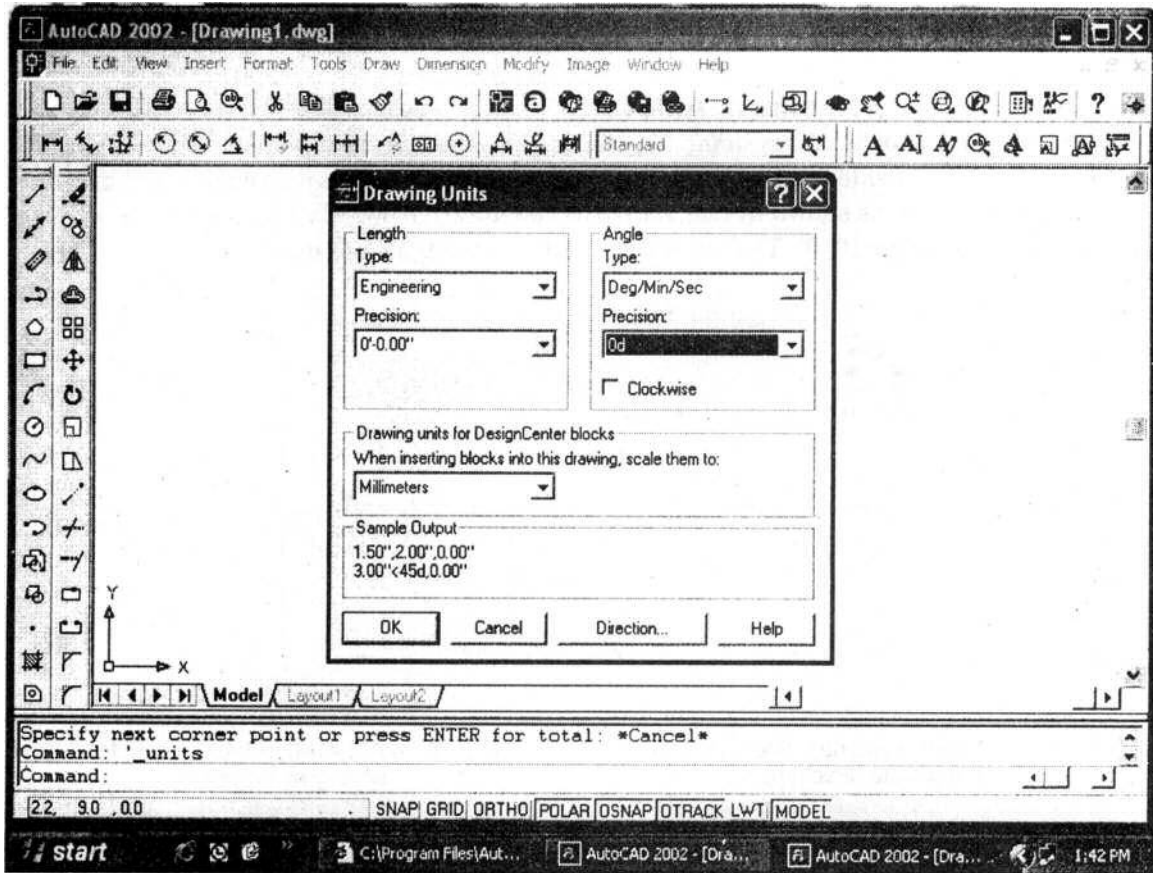 AutoCAD 2002 - [Drawing1.dwg]
File Edit View Insert Format Tools Draw Dimension Modify Image Window Help
Standard
Drawing Units
Length
Type:
Engineering
Precision:
0'-0.00"
Angle
Type:
Deg/Min/Sec
Precision:
0d
Clockwise
Drawing units for DesignCenter blocks
When inserting blocks into this drawing, scale them to:
Millimeters
Sample Output
1.50",2.00",0.00"
3.00"<45d,0.00"
OK Cancel Direction... Help
Y
X
Model Layout1 Layout2
Specify next corner point or press ENTER for total: *Cancel*
Command: '_units
Command:
2.2, 9.0 ,0.0 SNAP GRID ORTHO POLAR OSNAP OTRACK LWT MODEL
start C:\Program Files\Aut... AutoCAD 2002 - [Dra... AutoCAD 2002 - [Dra... 1:42 PM